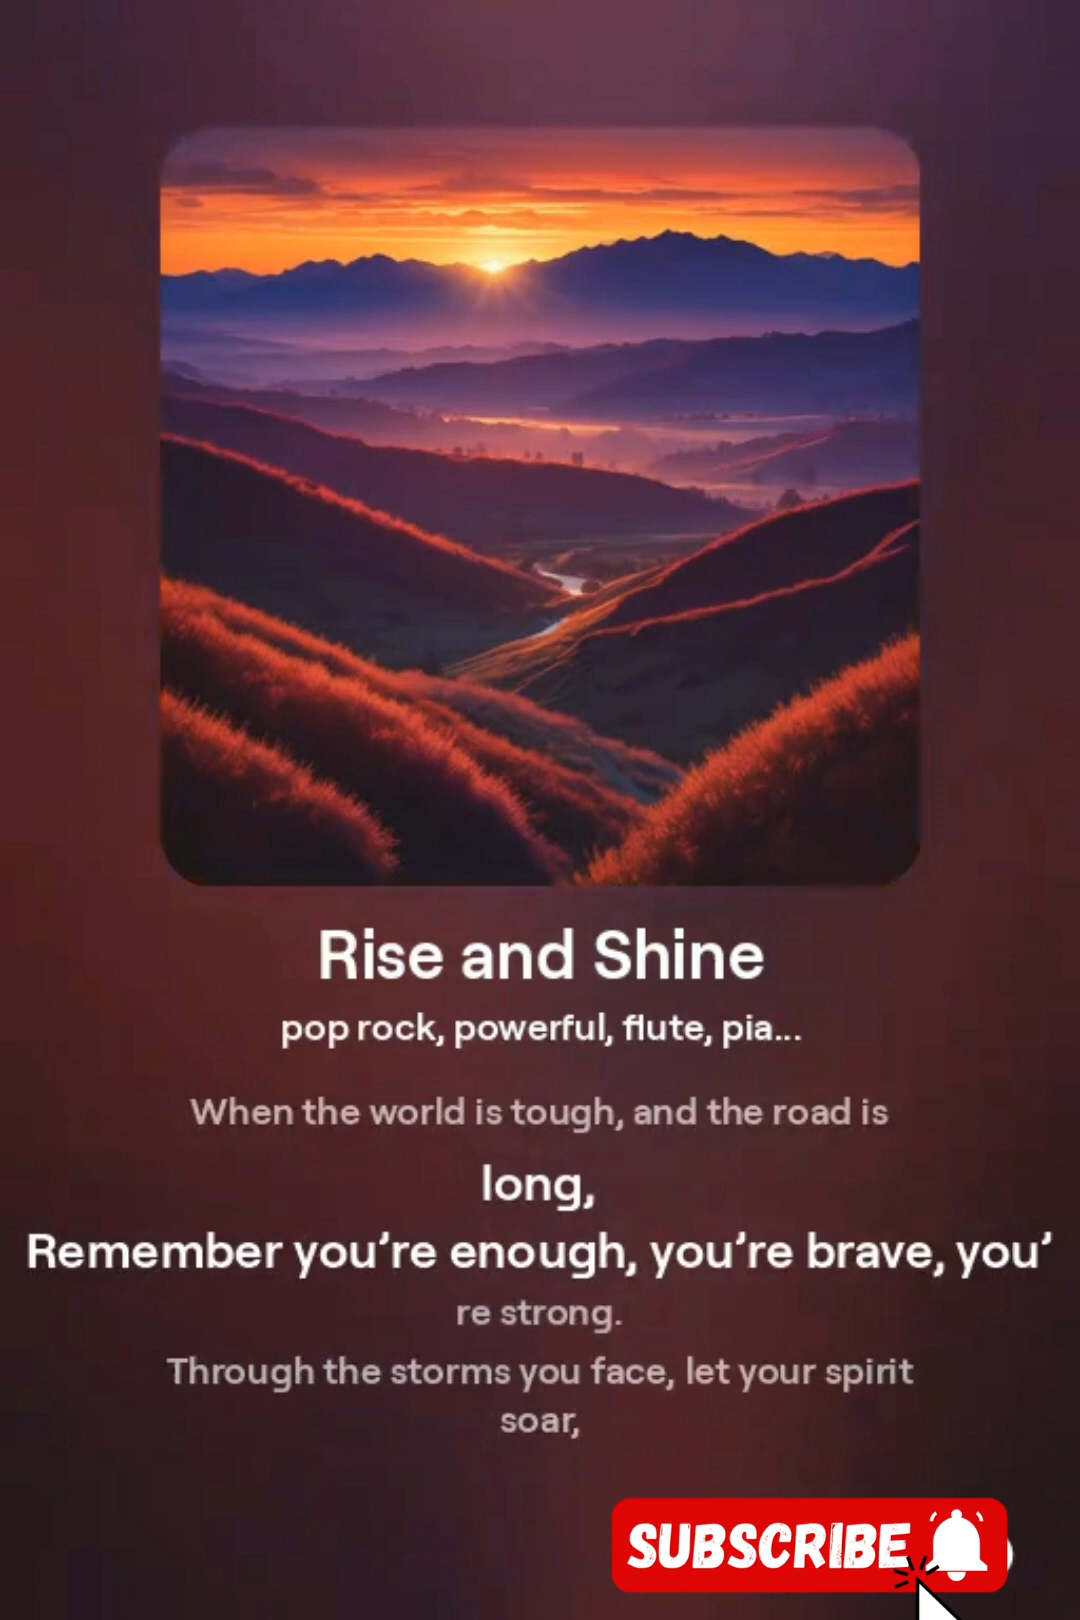 Rise and Shine
pop rock, powerful, flute, pia...
When the world is tough, and the road is
long,
Remember you’re enough, you’re brave, you’
re strong.
Through the storms you face, let your spirit
soar,
SUBSCRIBE